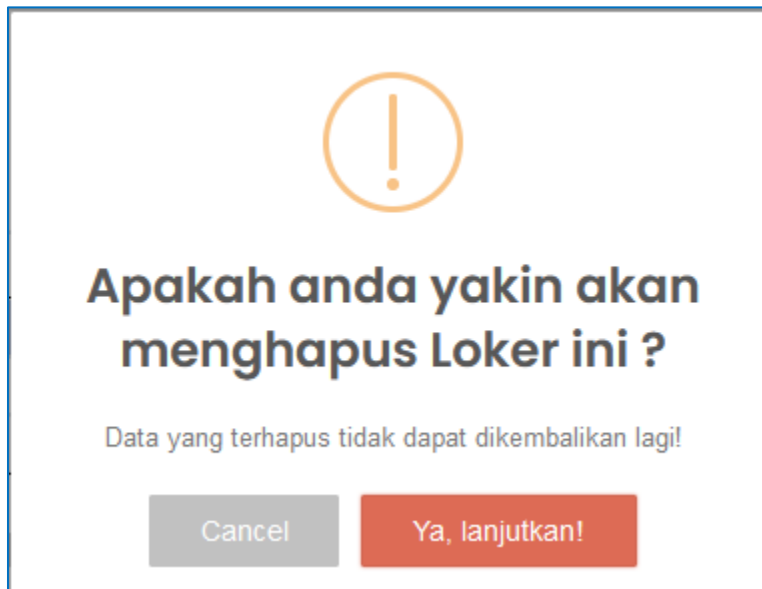 Apakah anda yakin akan
menghapus Loker ini ?
Data yang terhapus tidak dapat dikembalikan lagi!
Cancel
Ya, lanjutkan!